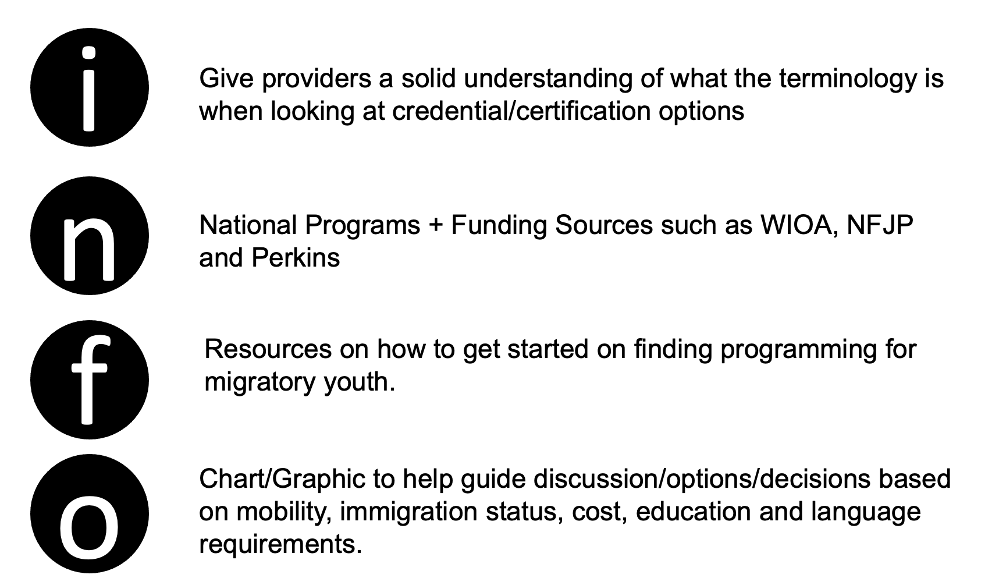 i
Give providers a solid understanding of what the terminology is
when looking at credential/certification options
n
National Programs + Funding Sources such as WIOA, NFJP
and Perkins
f
Resources on how to get started on finding programming for
migratory youth.
o
Chart/Graphic to help guide discussion/options/decisions based
on mobility, immigration status, cost, education and language
requirements.